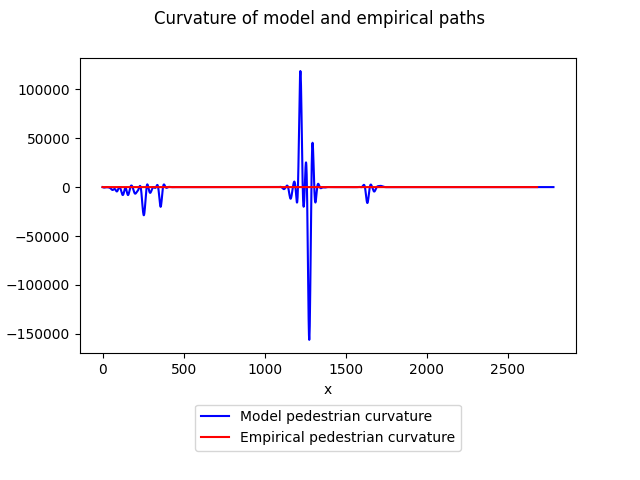 Curvature of model and empirical paths
100000
50000
0
−50000
−100000
−150000
0 500 1000 1500 2000 2500
x
Model pedestrian curvature
Empirical pedestrian curvature